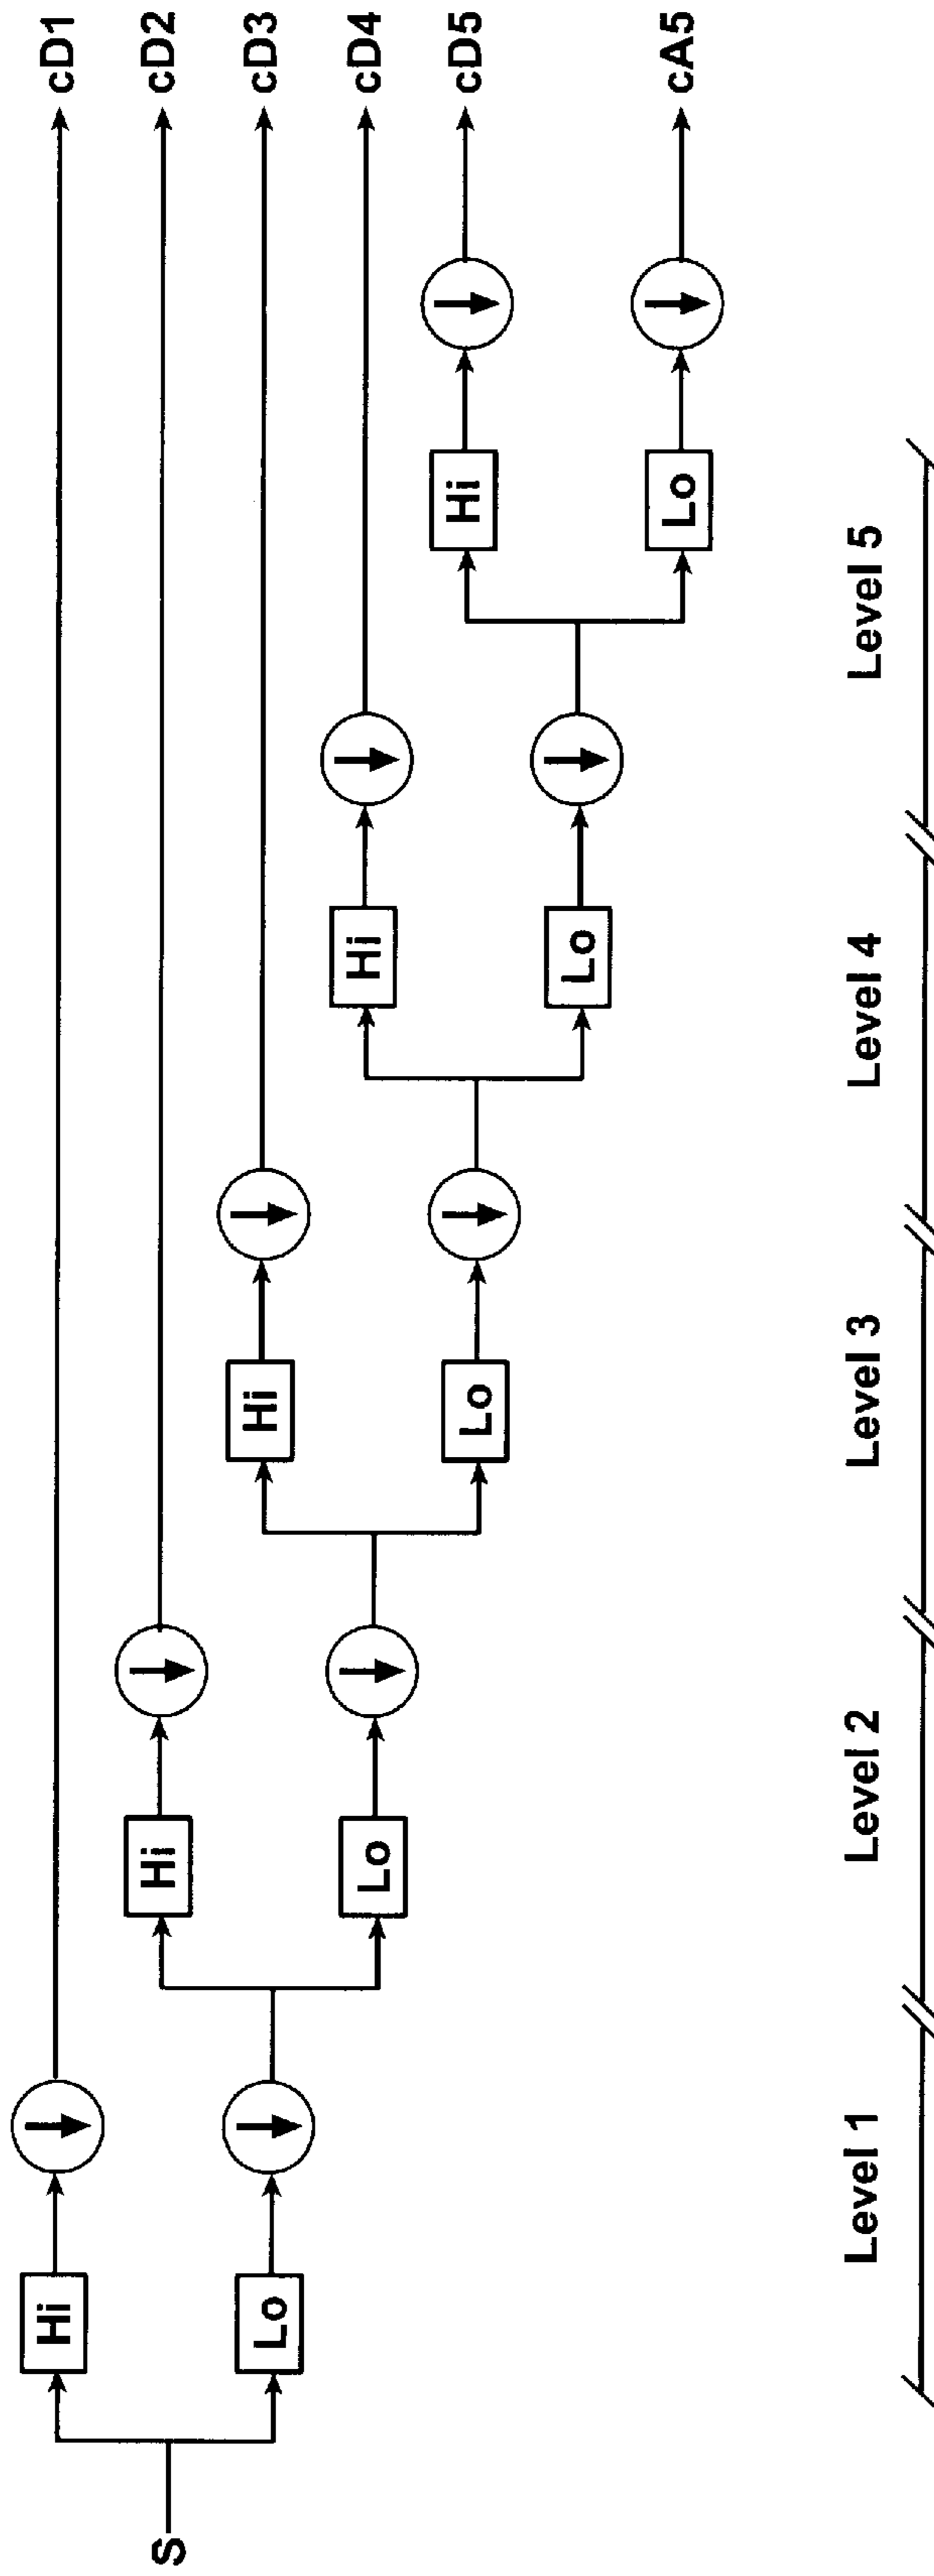 S
Hi
Lo
Hi
Lo
Hi
Lo
Hi
Lo
Hi
Lo
cD1
cD2
cD3
cD4
cD5
cA5
Level 1
Level 2
Level 3
Level 4
Level 5